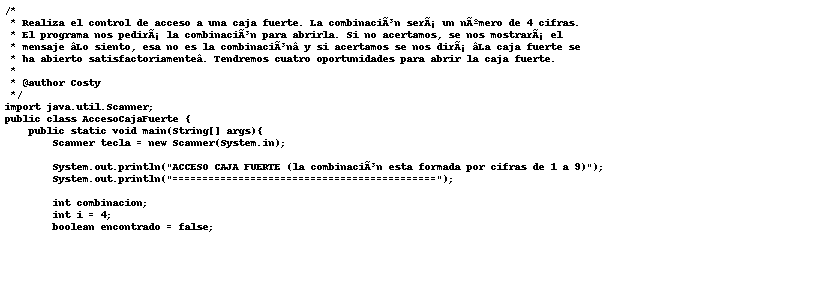 /*
 * Realiza el control de acceso a una caja fuerte. La combinaciÃ³n serÃ¡ un nÃºmero de 4 cifras.
 * El programa nos pedirÃ¡ la combinaciÃ³n para abrirla. Si no acertamos, se nos mostrarÃ¡ el
 * mensaje âLo siento, esa no es la combinaciÃ³nâ y si acertamos se nos dirÃ¡ âLa caja fuerte se
 * ha abierto satisfactoriamenteâ. Tendremos cuatro oportunidades para abrir la caja fuerte.
 *
 * @author Costy
 */
import java.util.Scanner;
public class AccesoCajaFuerte {
    public static void main(String[] args){
        Scanner tecla = new Scanner(System.in);

        System.out.println("ACCESO CAJA FUERTE (la combinaciÃ³n esta formada por cifras de 1 a 9)");
        System.out.println("============================================");

        int combinacion;
        int i = 4;
        boolean encontrado = false;